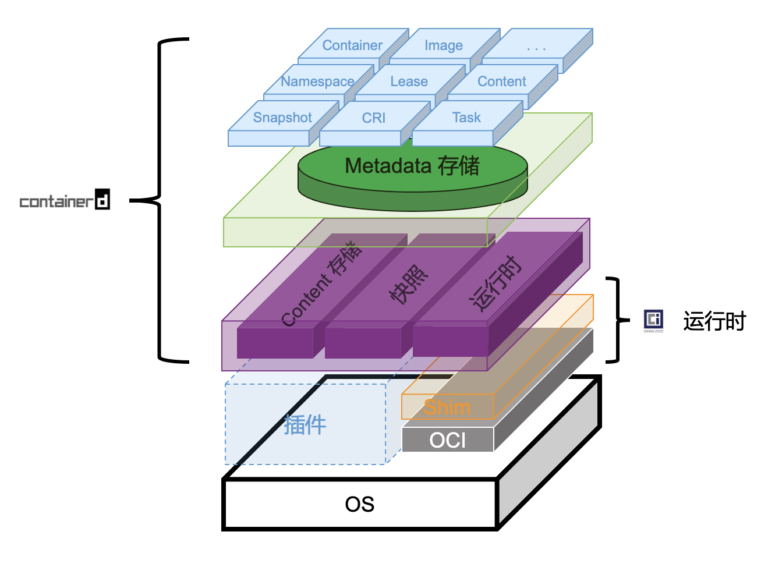 Container
Image
...
Namespace
Lease
Content
Snapshot
CRI
Task
Metadata 存储
containerd
Content 存储
快照
运行时
运行时
Shim
插件
OCI
OS